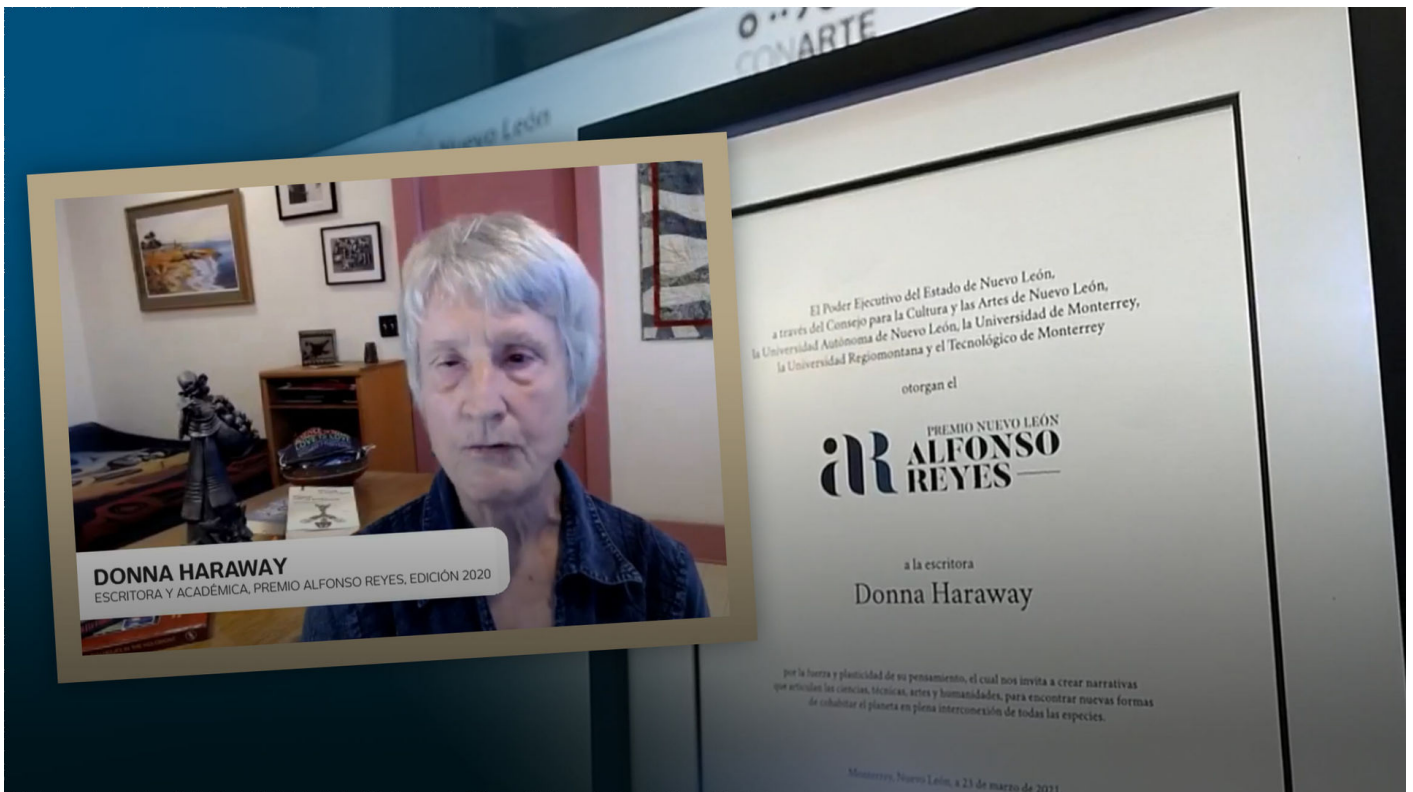 CONARTE
Nuevo León
El Poder Ejecutivo del Estado de Nuevo León,
a través del Consejo para la Cultura y las Artes de Nuevo León,
la Universidad Autónoma de Nuevo León, la Universidad de Monterrey,
la Universidad Regiomontana y el Tecnológico de Monterrey
otorgan el
PREMIO NUEVO LEÓN
aR ALFONSO
REYES
a la escritora
Donna Haraway
por la fuerza y plasticidad de su pensamiento, el cual nos invita a crear narrativas
que articulan las ciencias, técnicas, artes y humanidades, para encontrar nuevas formas
de cohabitar el planeta en plena interconexión de todas las especies.
Monterrey, Nuevo León, a 23 de marzo de 2021
DONNA HARAWAY
ESCRITORA Y ACADÉMICA, PREMIO ALFONSO REYES, EDICIÓN 2020